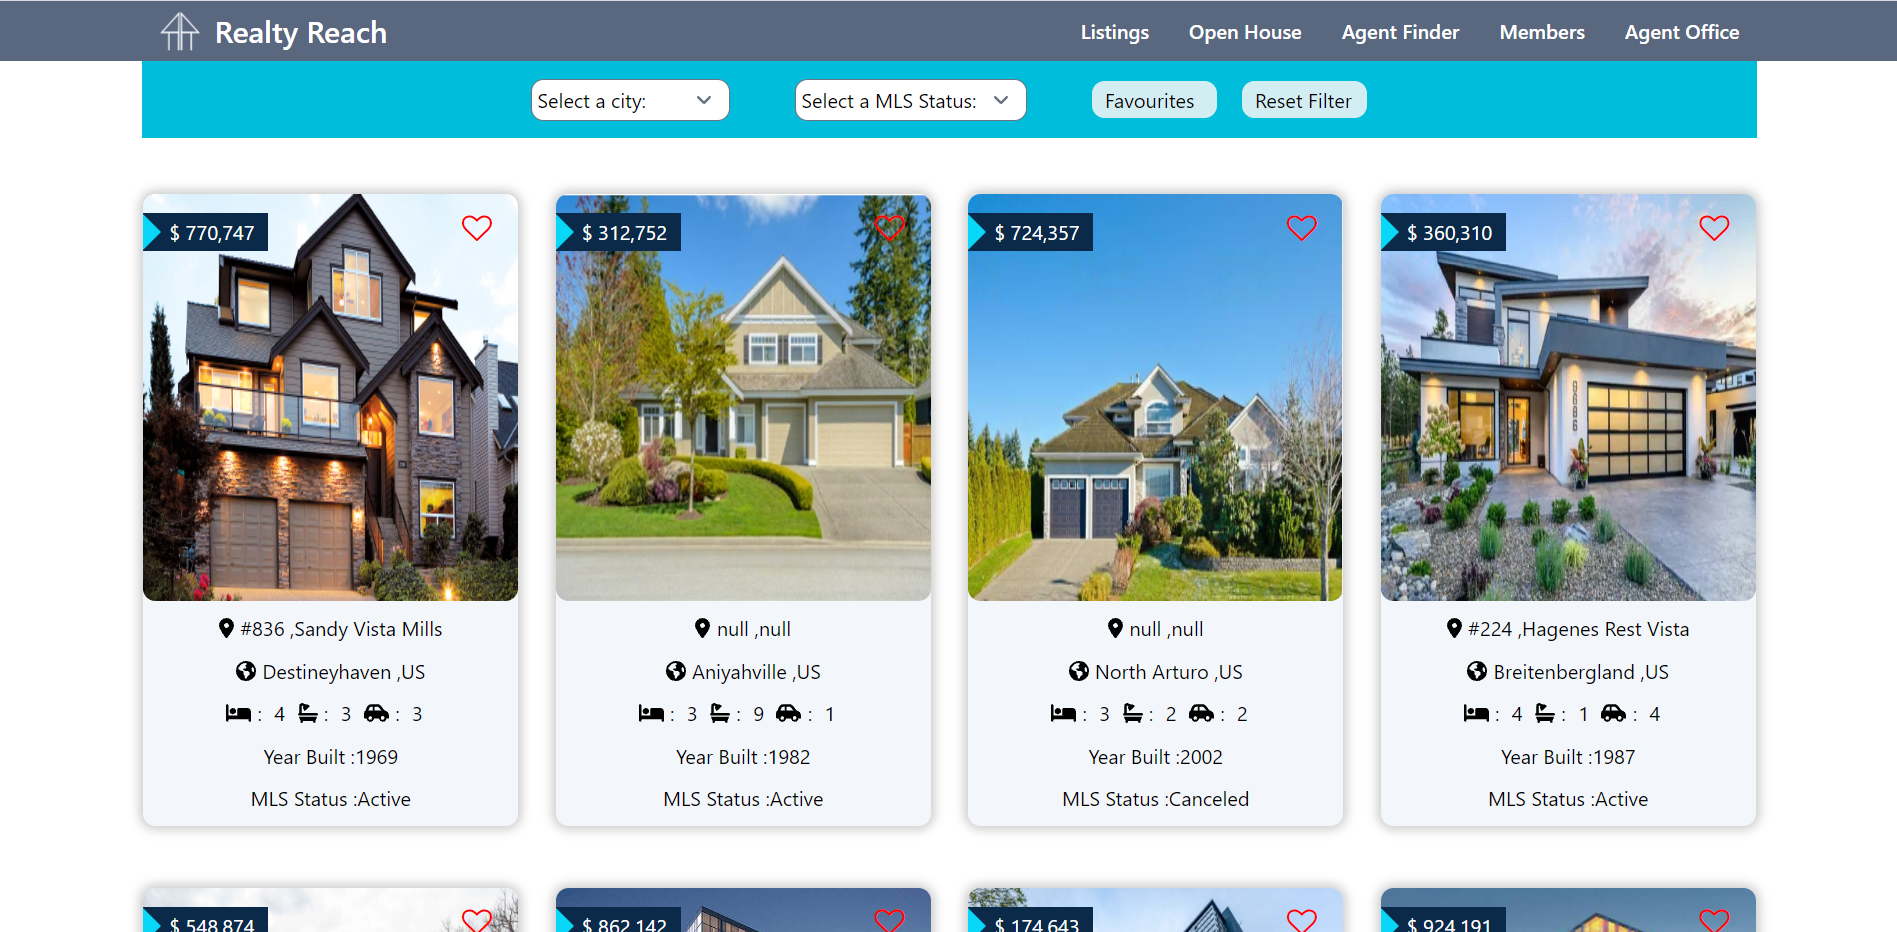 Realty Reach
Listings Open House Agent Finder Members Agent Office
Select a city: Select a MLS Status: Favourites Reset Filter
$ 770,747
#836 ,Sandy Vista Mills
Destineyhaven ,US
: 4 : 3 : 3
Year Built :1969
MLS Status :Active
$ 312,752
null ,null
Aniyahville ,US
: 3 : 9 : 1
Year Built :1982
MLS Status :Active
$ 724,357
null ,null
North Arturo ,US
: 3 : 2 : 2
Year Built :2002
MLS Status :Canceled
$ 360,310
#224 ,Hagenes Rest Vista
Breitenbergland ,US
: 4 : 1 : 4
Year Built :1987
MLS Status :Active
$ 548,874
$ 862,142
$ 174,643
$ 924,191